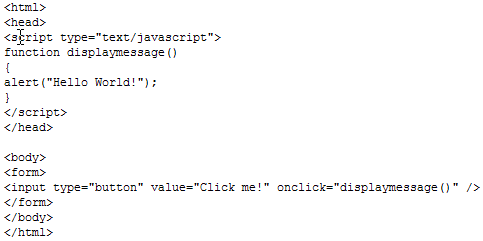 <html>
<head>
<script type="text/javascript">
function displaymessage()
{
alert("Hello World!");
}
</script>
</head>
<body>
<form>
<input type="button" value="Click me!" onclick="displaymessage()" />
</form>
</body>
</html>